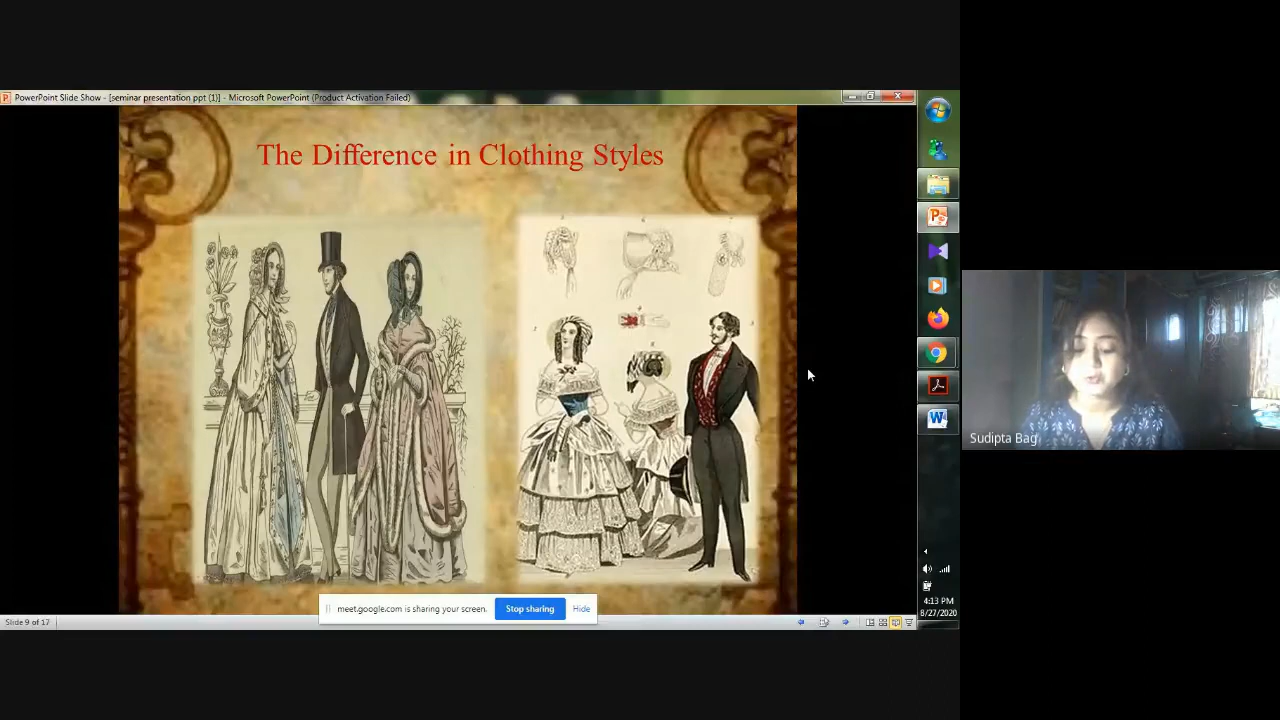 PowerPoint Slide Show - [seminar presentation ppt (1)] - Microsoft PowerPoint (Product Activation Failed)
The Difference in Clothing Styles
Sudipta Bag
meet.google.com is sharing your screen.
Stop sharing
Hide
4:13 PM
8/27/2020
Slide 9 of 17